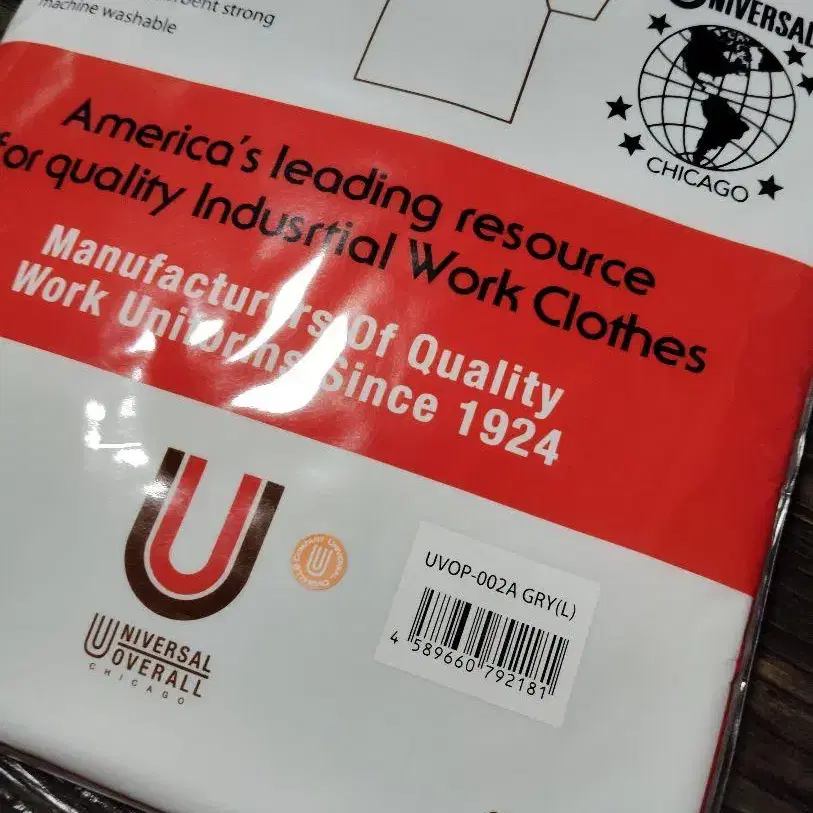 strong
machine washable
UNIVERSAL
CHICAGO
America's leading resource
for quality Indusrtial Work Clothes
Manufacturers Of Quality
Work Uniforms Since 1924
UNIVERSAL
OVERALL
CHICAGO
UVOP-002A GRY(L)
4 589660 792181